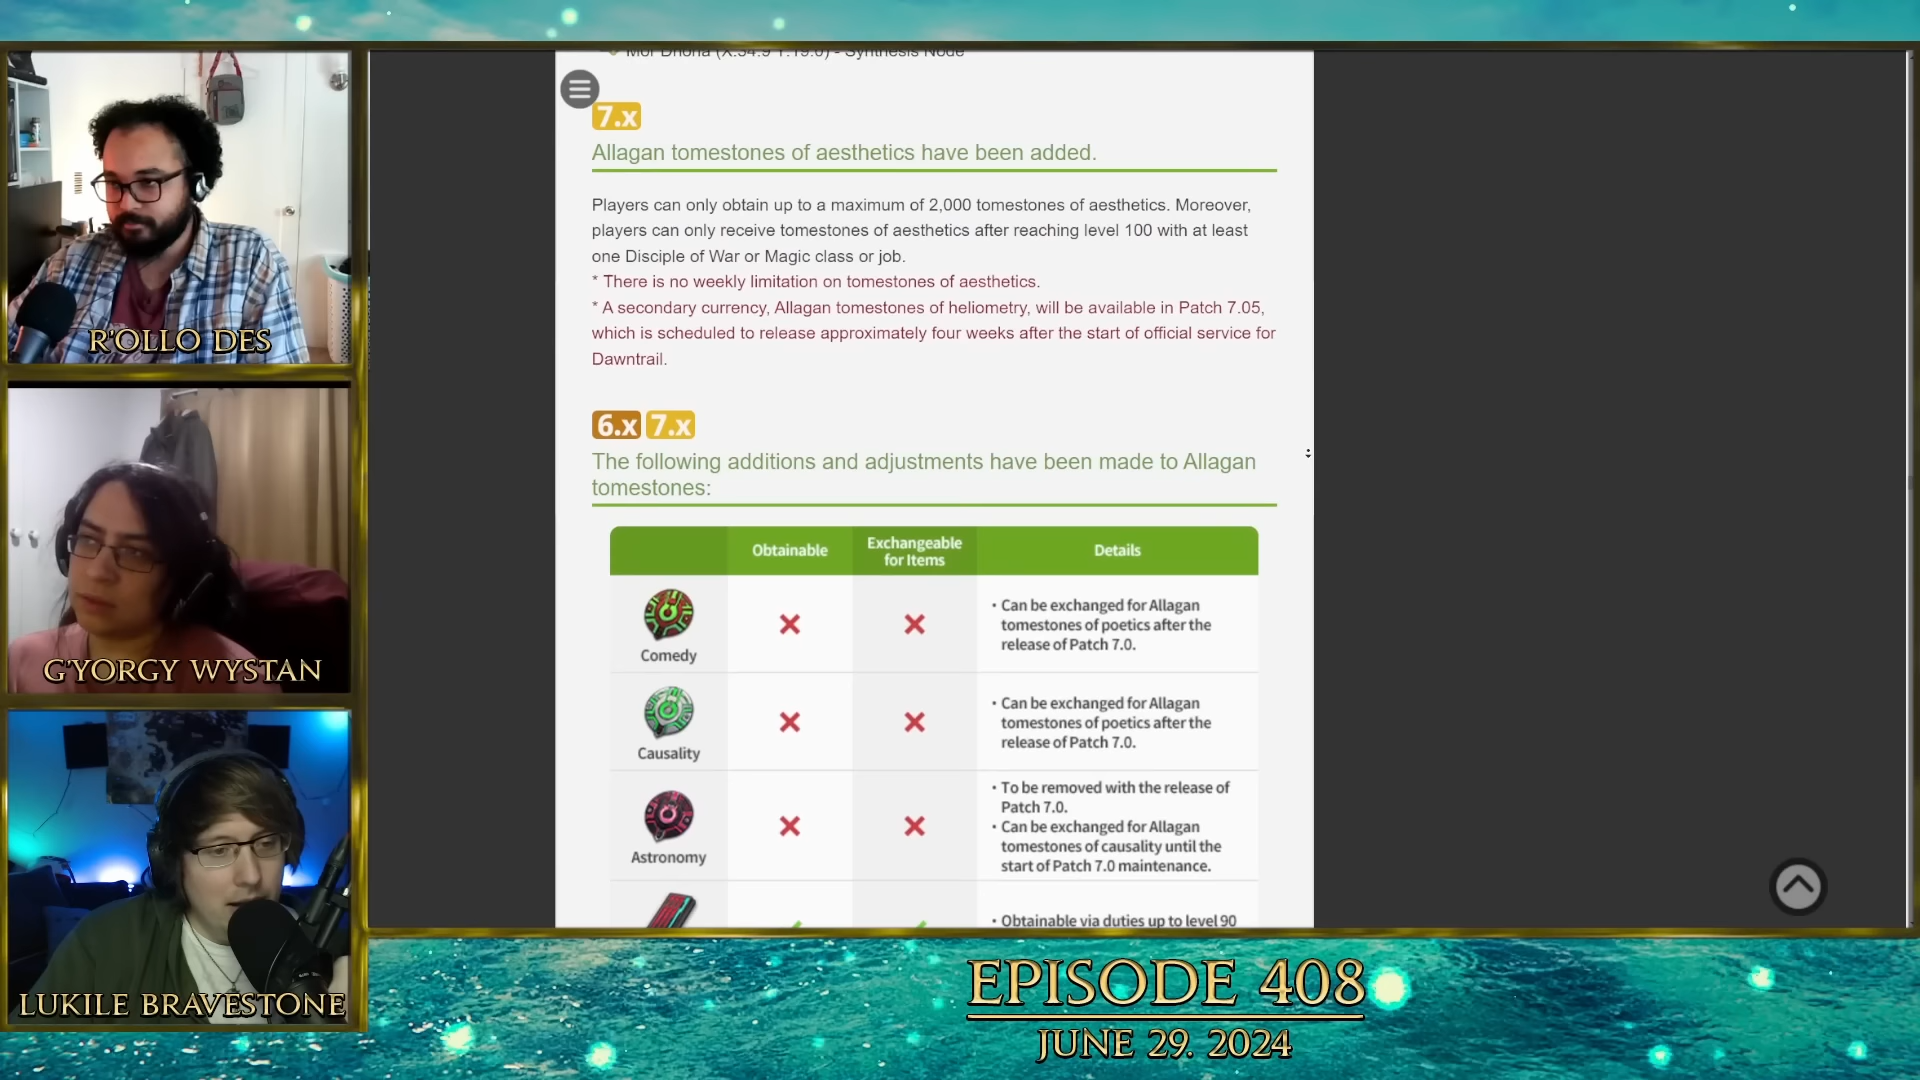 Mor Dhona (X:34.9 Y:19.0) - Synthesis Node
7.x
Allagan tomestones of aesthetics have been added.
Players can only obtain up to a maximum of 2,000 tomestones of aesthetics. Moreover,
players can only receive tomestones of aesthetics after reaching level 100 with at least
one Disciple of War or Magic class or job.
* There is no weekly limitation on tomestones of aesthetics.
* A secondary currency, Allagan tomestones of heliometry, will be available in Patch 7.05,
which is scheduled to release approximately four weeks after the start of official service for
Dawntrail.
6.x 7.x
The following additions and adjustments have been made to Allagan
tomestones:
Obtainable
Exchangeable
for Items
Details
Comedy
• Can be exchanged for Allagan
tomestones of poetics after the
release of Patch 7.0.
Causality
• Can be exchanged for Allagan
tomestones of poetics after the
release of Patch 7.0.
Astronomy
• To be removed with the release of
Patch 7.0.
• Can be exchanged for Allagan
tomestones of causality until the
start of Patch 7.0 maintenance.
• Obtainable via duties up to level 90
R'OLLO DES
G'YORGY WYSTAN
LUKILE BRAVESTONE
EPISODE 408
JUNE 29. 2024